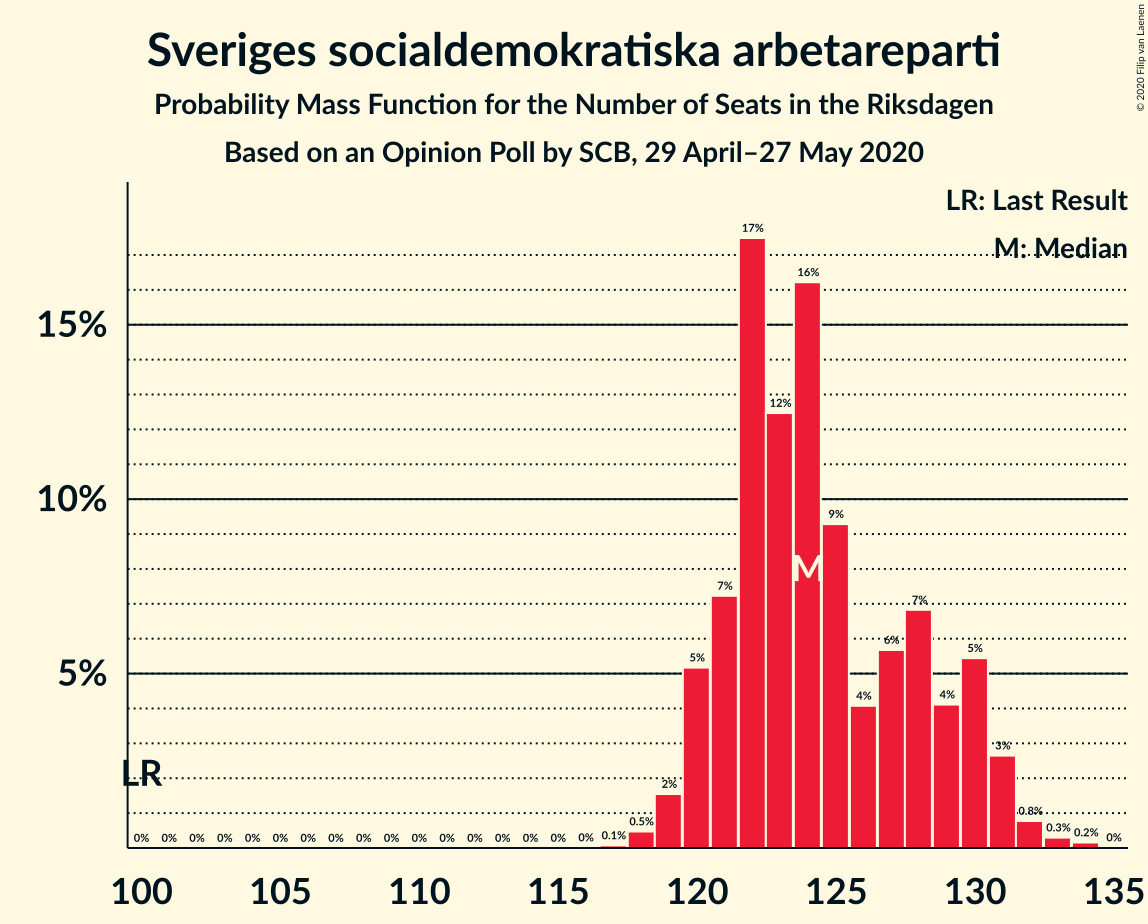 Sveriges socialdemokratiska arbetareparti
Probability Mass Function for the Number of Seats in the Riksdagen
Based on an Opinion Poll by SCB, 29 April–27 May 2020
© 2020 Filip van Laenen
LR: Last Result
M: Median
15%
10%
5%
LR
M
0% 0% 0% 0% 0% 0% 0% 0% 0% 0% 0% 0% 0% 0% 0% 0% 0% 0.1% 0.5% 2% 5% 7% 17% 12% 16% 9% 4% 6% 7% 4% 5% 3% 0.8% 0.3% 0.2% 0%
100 105 110 115 120 125 130 135